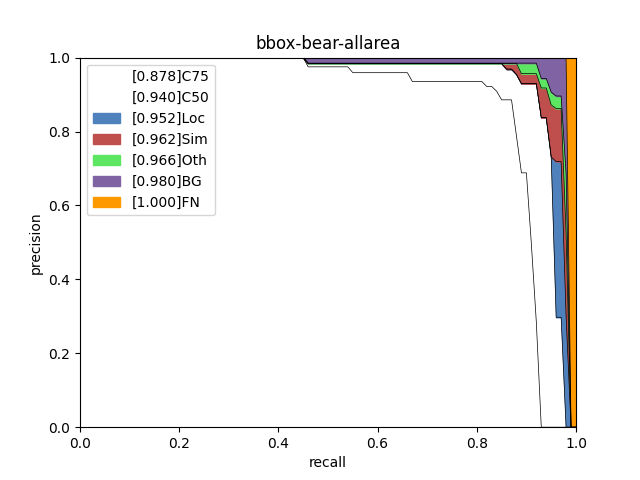 bbox-bear-allarea
[0.878]C75
[0.940]C50
[0.952]Loc
[0.962]Sim
[0.966]Oth
[0.980]BG
[1.000]FN
precision
1.0
0.8
0.6
0.4
0.2
0.0
0.0 0.2 0.4 0.6 0.8 1.0
recall